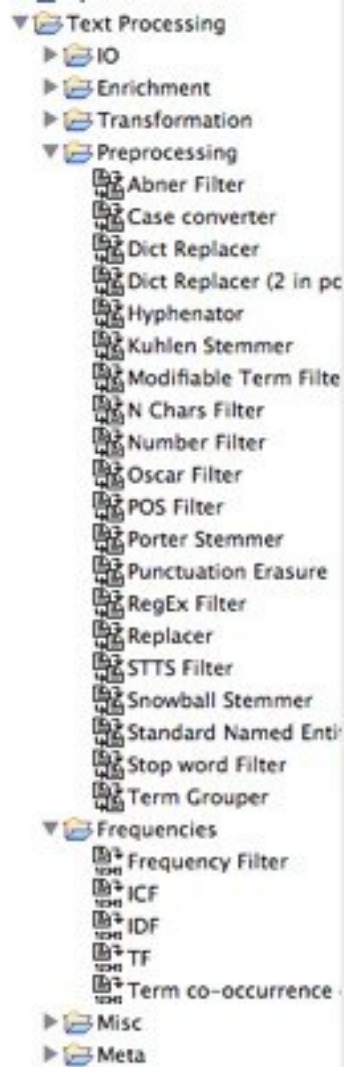 Text Processing
IO
Enrichment
Transformation
Preprocessing
Abner Filter
Case converter
Dict Replacer
Dict Replacer (2 in pc
Hyphenator
Kuhlen Stemmer
Modifiable Term Filte
N Chars Filter
Number Filter
Oscar Filter
POS Filter
Porter Stemmer
Punctuation Erasure
RegEx Filter
Replacer
STTS Filter
Snowball Stemmer
Standard Named Enti
Stop word Filter
Term Grouper
Frequencies
Frequency Filter
ICF
IDF
TF
Term co-occurrence
Misc
Meta